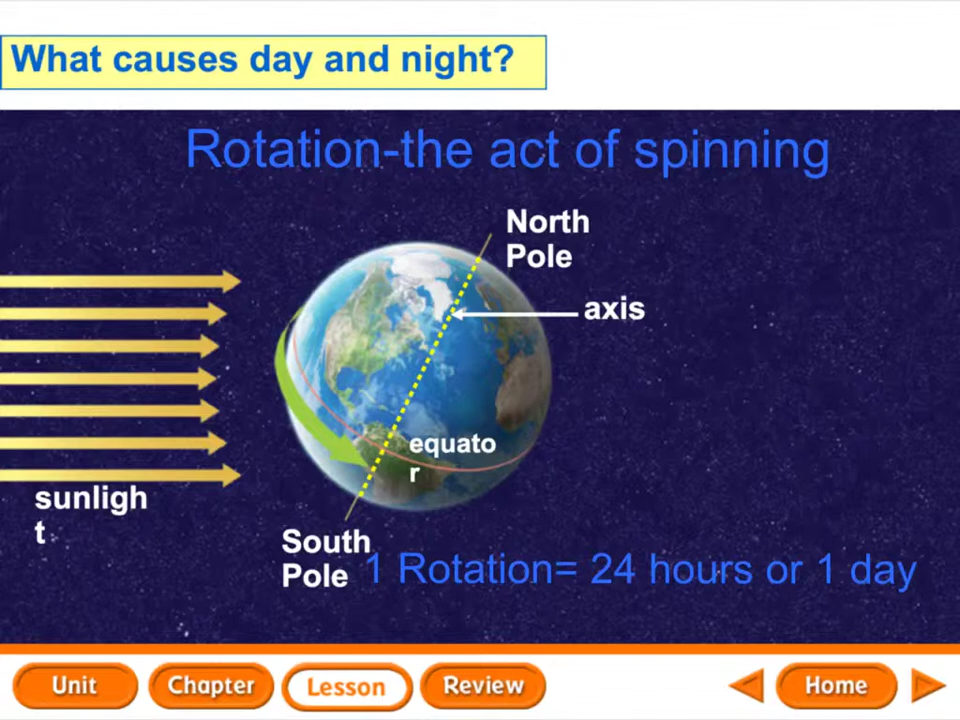 What causes day and night?
Rotation-the act of spinning
North
Pole
axis
equato
r
sunligh
t
South
Pole
1 Rotation= 24 hours or 1 day
Unit
Chapter
Lesson
Review
Home